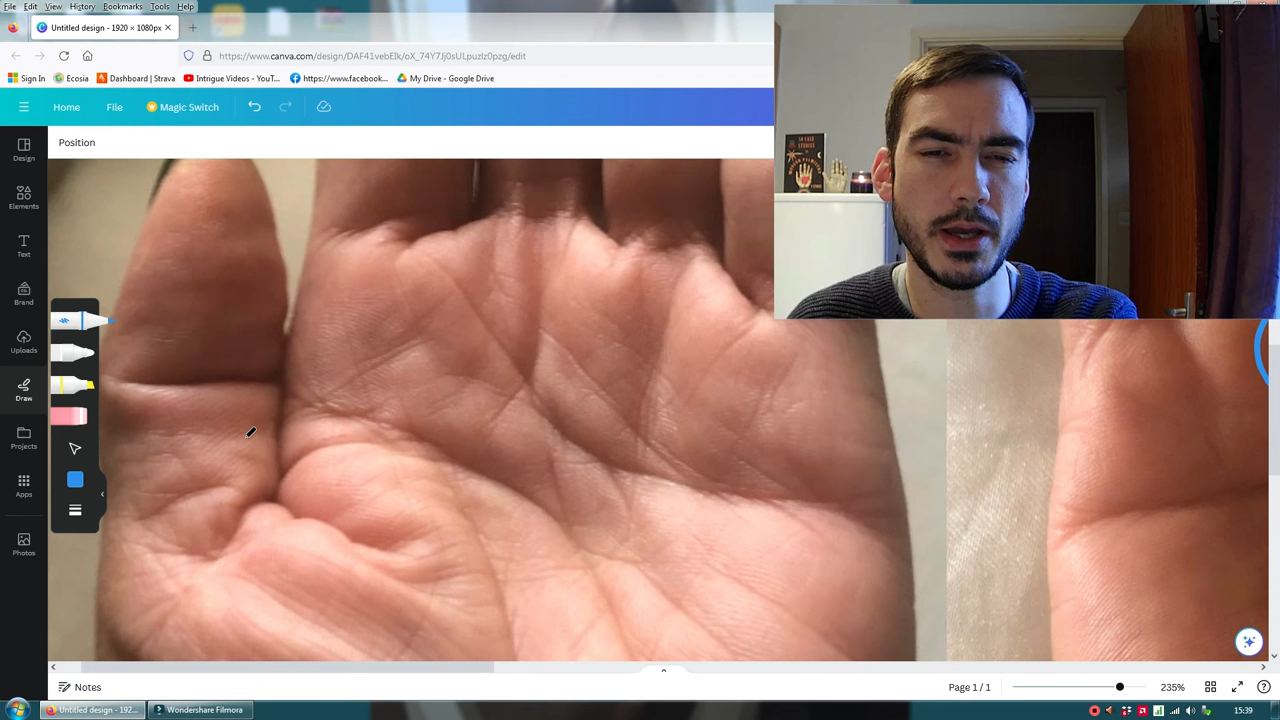 File Edit View History Bookmarks Tools Help
Untitled design - 1920 × 1080px
https://www.canva.com/design/DAF41vebElk/oX_74Y7Jj0sULpuzlz0pzg/edit
Sign In Ecosia Dashboard | Strava Intrigue Videos - YouT... https://www.facebook... My Drive - Google Drive
Home File Magic Switch
Position
Design
Elements
Text
Brand
Uploads
Draw
Projects
Apps
Photos
Notes Page 1 / 1 235%
Untitled design - 192... Wondershare Filmora 15:39